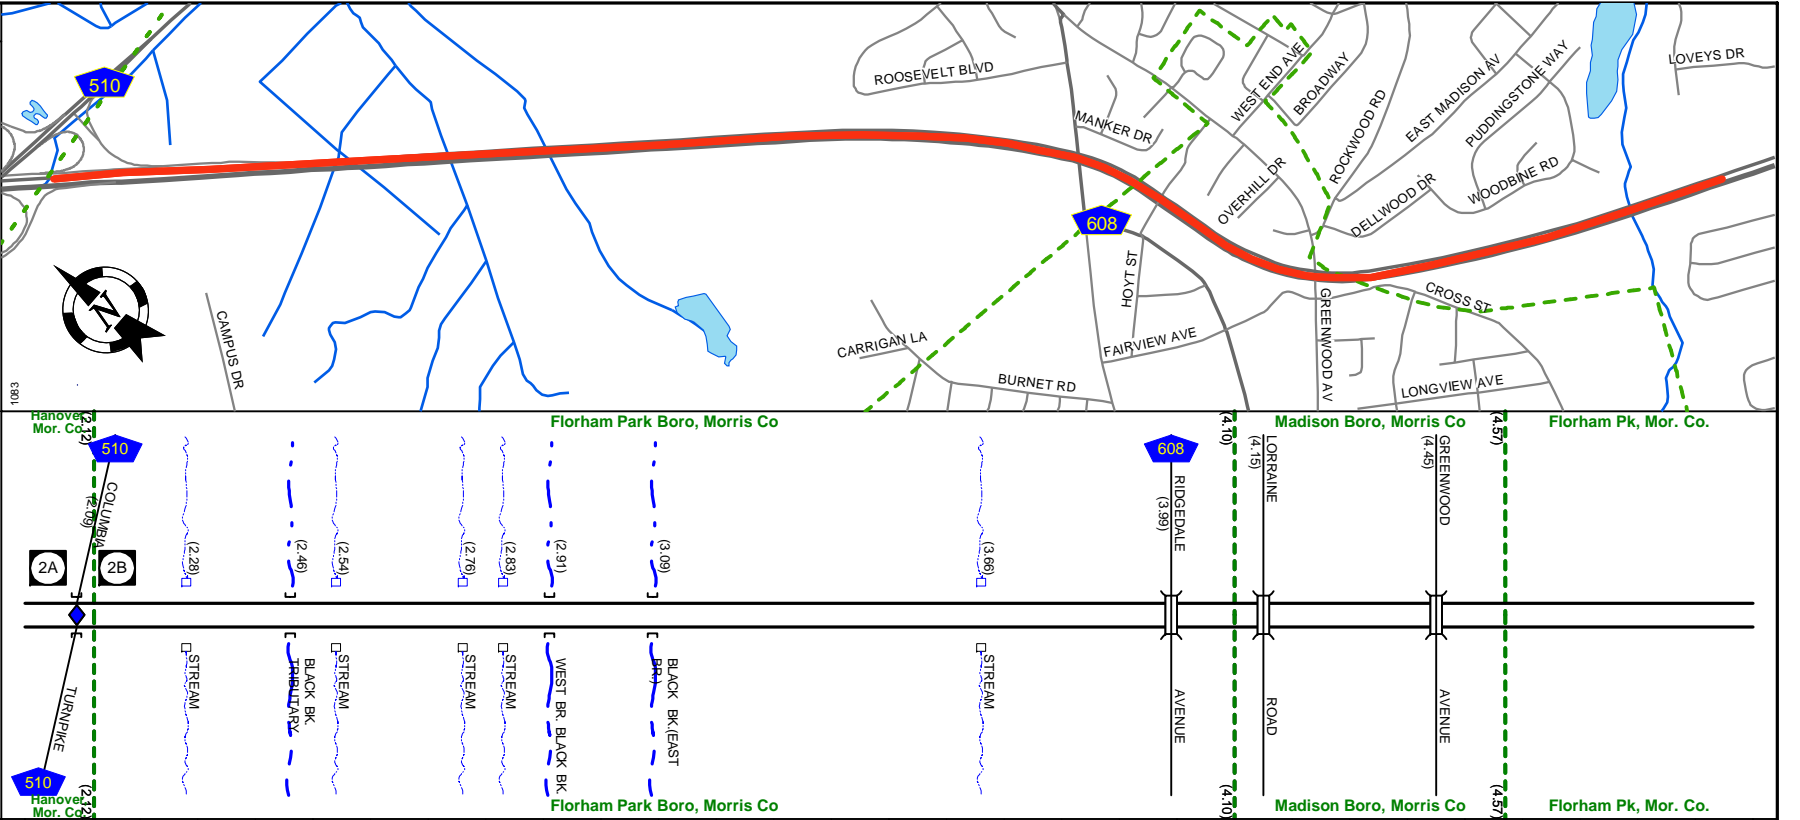 510
ROOSEVELT BLVD
MANKER DR
WEST END AVE
BROADWAY
ROCKWOOD RD
EAST MADISON AV
PUDDINGSTONE WAY
LOVEYS DR
OVERHILL DR
DELLWOOD DR
WOODBINE RD
608
HOYT ST
N
CAMPUS DR
CARRIGAN LA
FAIRVIEW AVE
GREENWOOD AV
CROSS ST
BURNET RD
LONGVIEW AVE
1083
Hanover
Mor. Co.
(2.12)
Florham Park Boro, Morris Co
(4.10)
Madison Boro, Morris Co
(4.57)
Florham Pk, Mor. Co.
510
COLUMBIA
(2.09)
2A
2B
(2.28)
(2.46)
(2.54)
(2.76)
(2.83)
(2.91)
(3.09)
(3.66)
608
RIDGEDALE
(3.99)
LORRAINE
(4.15)
GREENWOOD
(4.45)
TURNPIKE
STREAM
BLACK BK.
TRIBUTARY
STREAM
STREAM
STREAM
WEST BR. BLACK BK.
BLACK BK.(EAST
BR.)
STREAM
AVENUE
ROAD
AVENUE
510
Hanover
Mor. Co.
(2.12)
Florham Park Boro, Morris Co
(4.10)
Madison Boro, Morris Co
(4.57)
Florham Pk, Mor. Co.